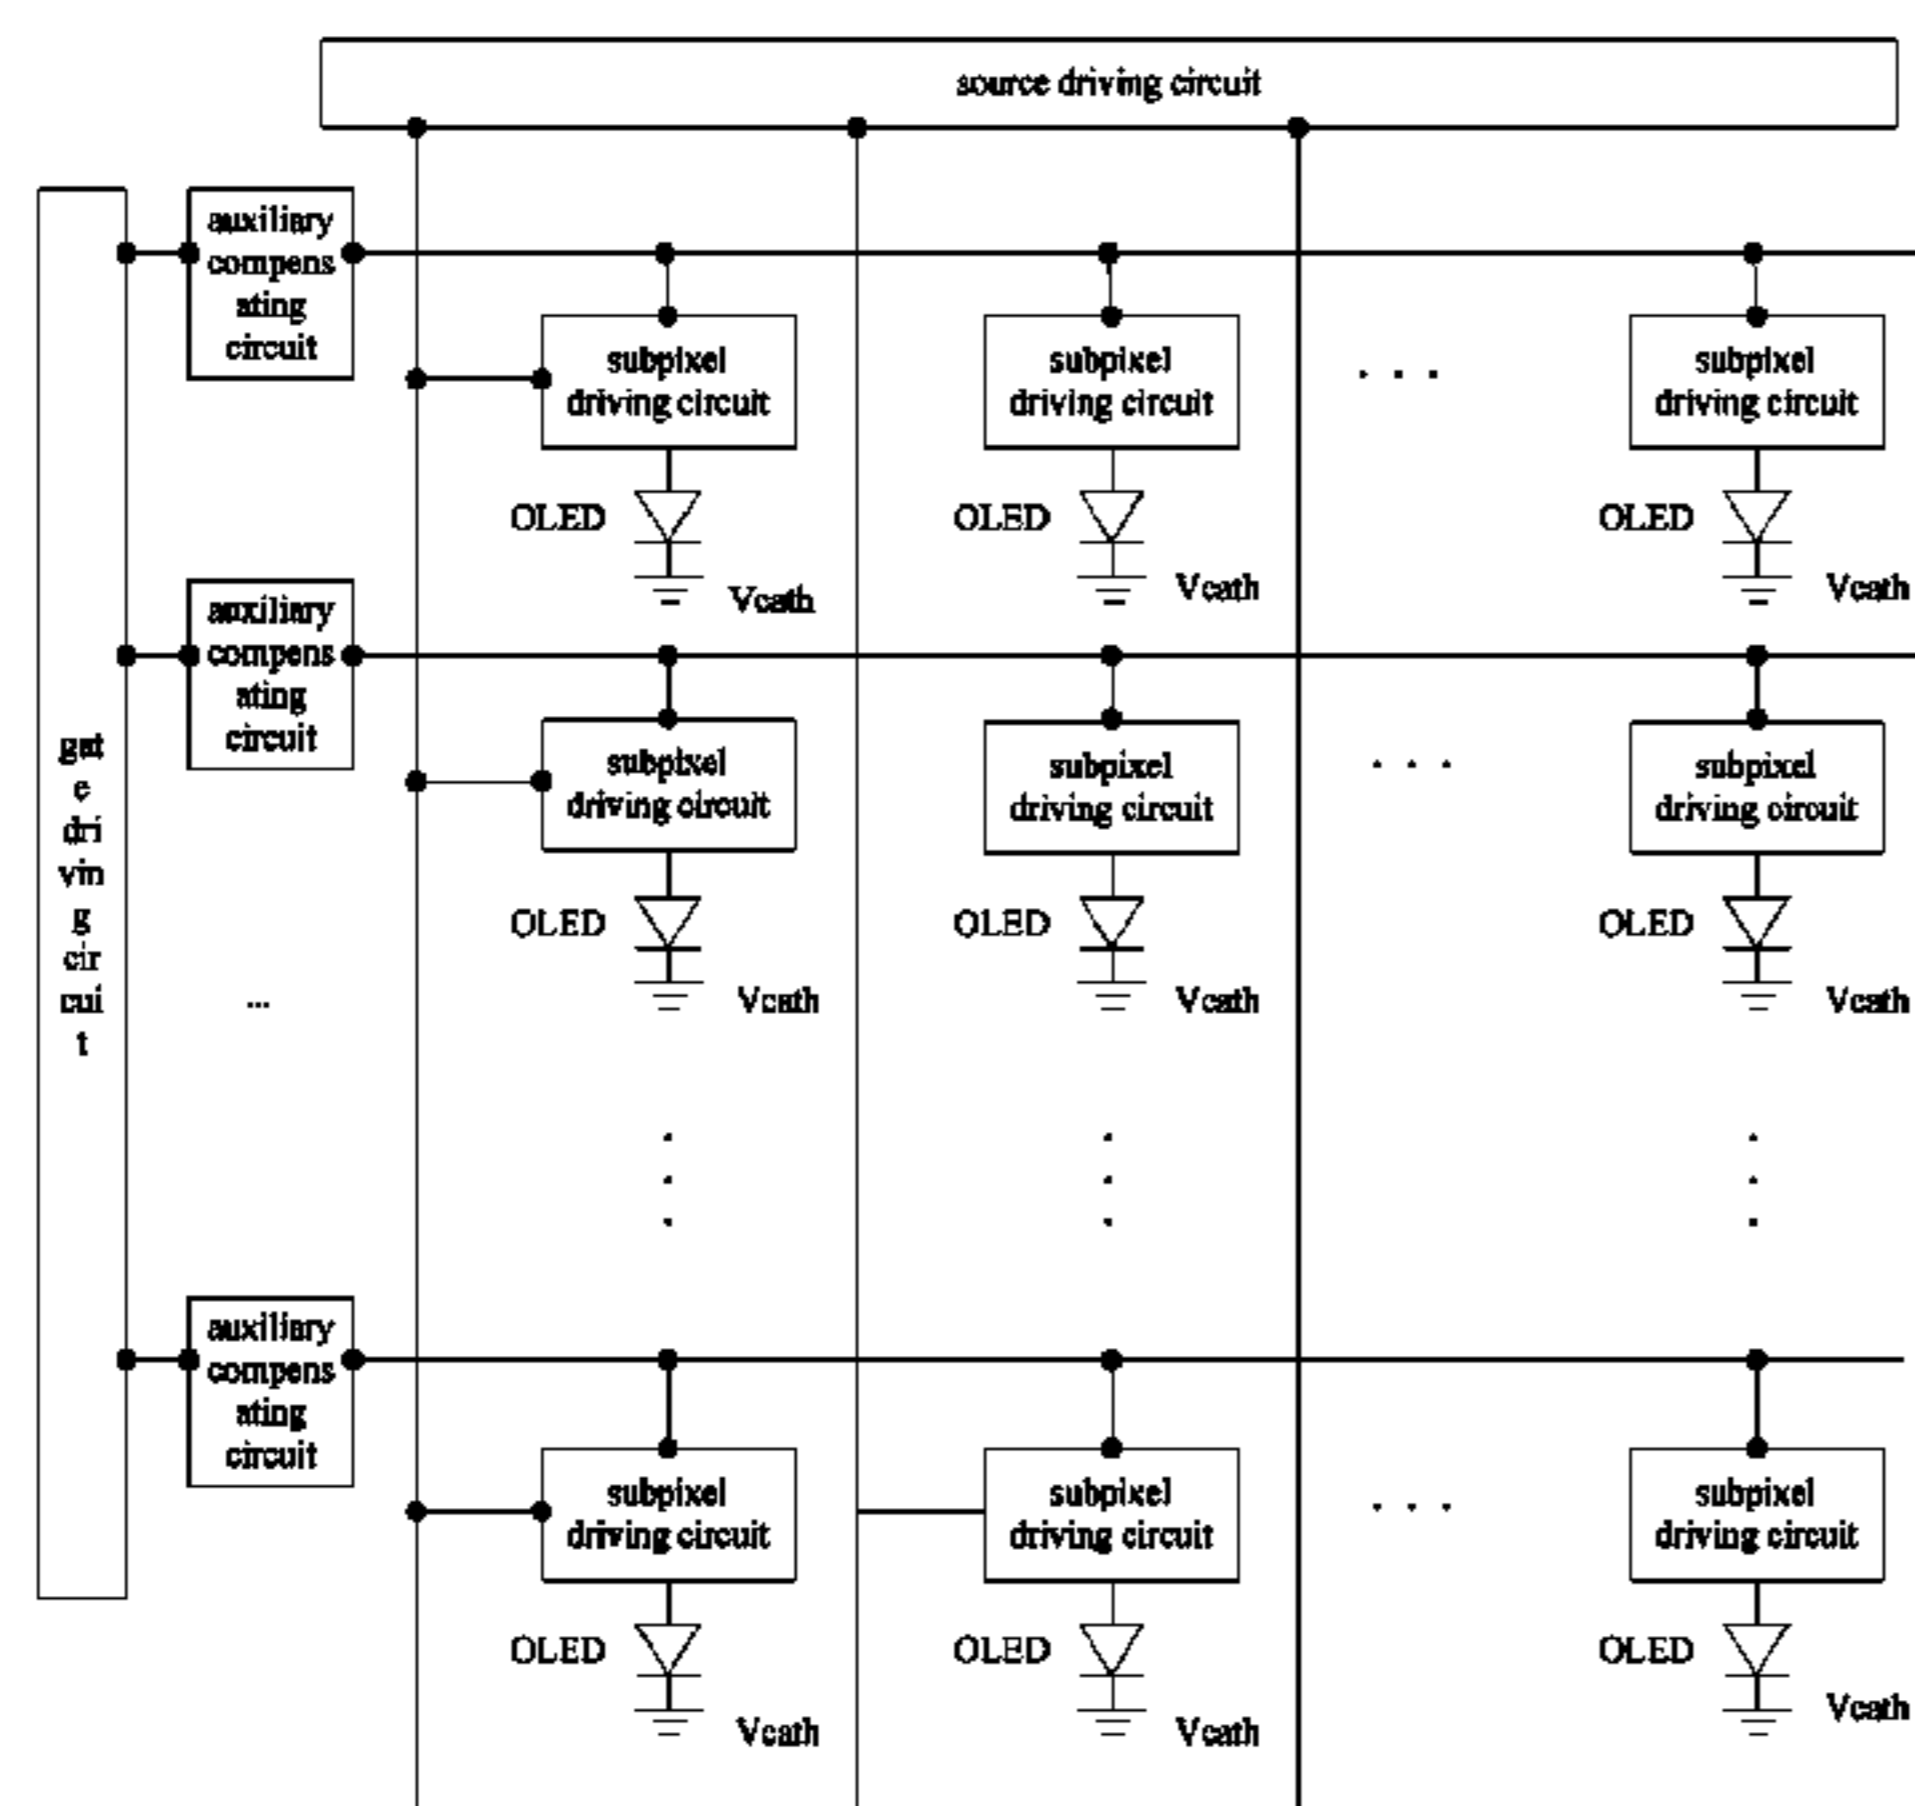 source driving circuit
auxiliary
compens
ating
circuit
subpixel
driving circuit
subpixel
driving circuit
. . .
subpixel
driving circuit
OLED
OLED
OLED
Vcath
Vcath
Vcath
auxiliary
compens
ating
circuit
gat
e
dri
vin
g
cir
cui
t
subpixel
driving circuit
subpixel
driving circuit
. . .
subpixel
driving circuit
OLED
OLED
OLED
...
Vcath
Vcath
Vcath
auxiliary
compens
ating
circuit
subpixel
driving circuit
subpixel
driving circuit
. . .
subpixel
driving circuit
OLED
OLED
OLED
Vcath
Vcath
Vcath